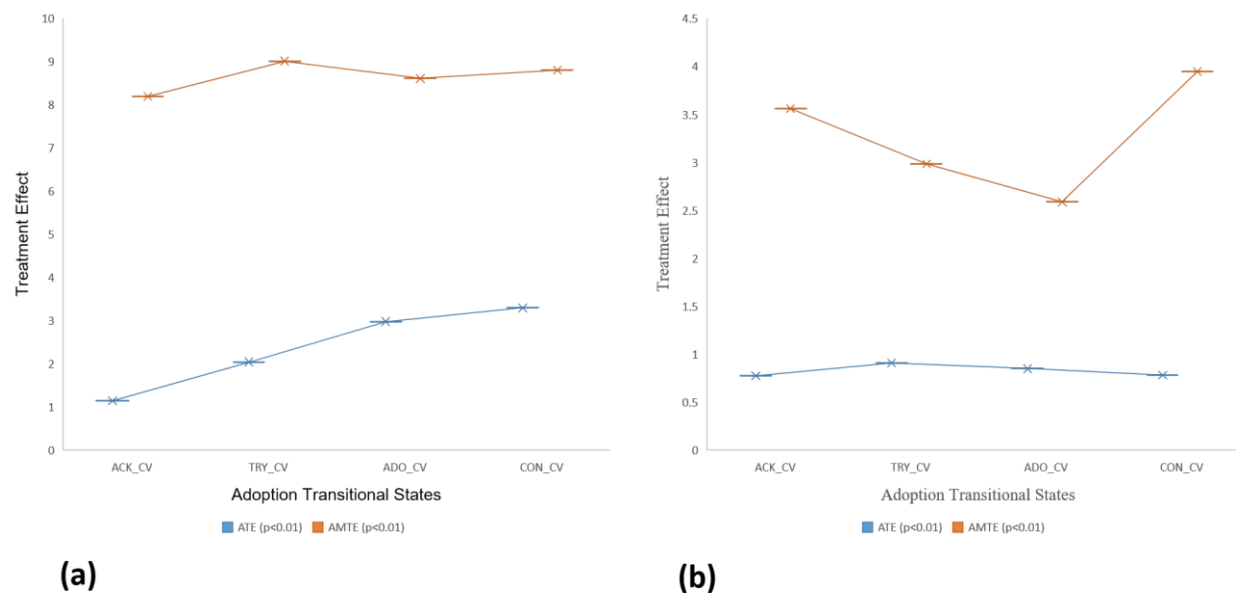 10
9
8
7
6
5
4
3
2
1
0
Treatment Effect
ACK_CV TRY_CV ADO_CV CON_CV
Adoption Transitional States
ATE (p<0.01) AMTE (p<0.01)
(a)
4.5
4
3.5
3
2.5
2
1.5
1
0.5
0
Treatment Effect
ACK_CV TRY_CV ADO_CV CON_CV
Adoption Transitional States
ATE (p<0.01) AMTE (p<0.01)
(b)